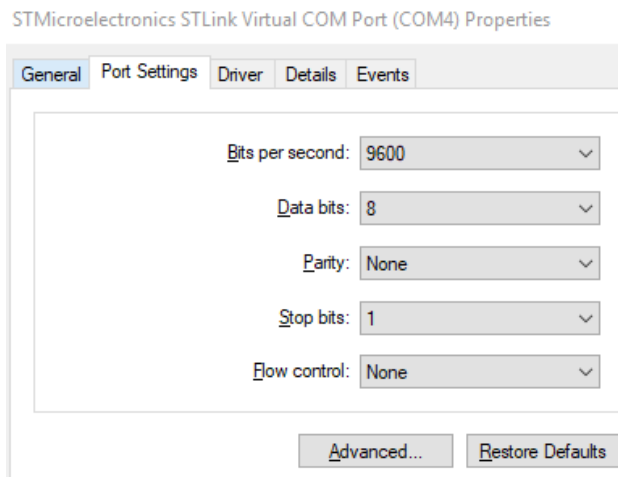 STMicroelectronics STLink Virtual COM Port (COM4) Properties
General Port Settings Driver Details Events
Bits per second: 9600
Data bits: 8
Parity: None
Stop bits: 1
Flow control: None
Advanced... Restore Defaults